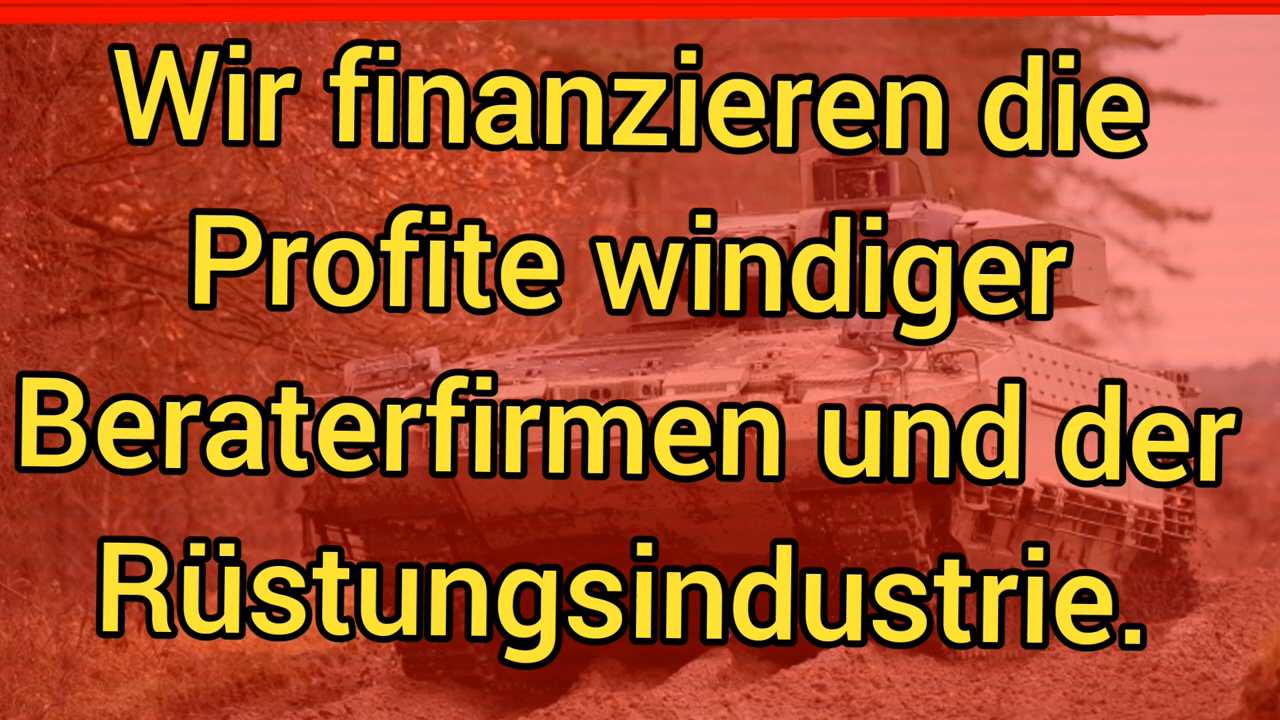 Wir finanzieren die
Profite windiger
Beraterfirmen und der
Rüstungsindustrie.